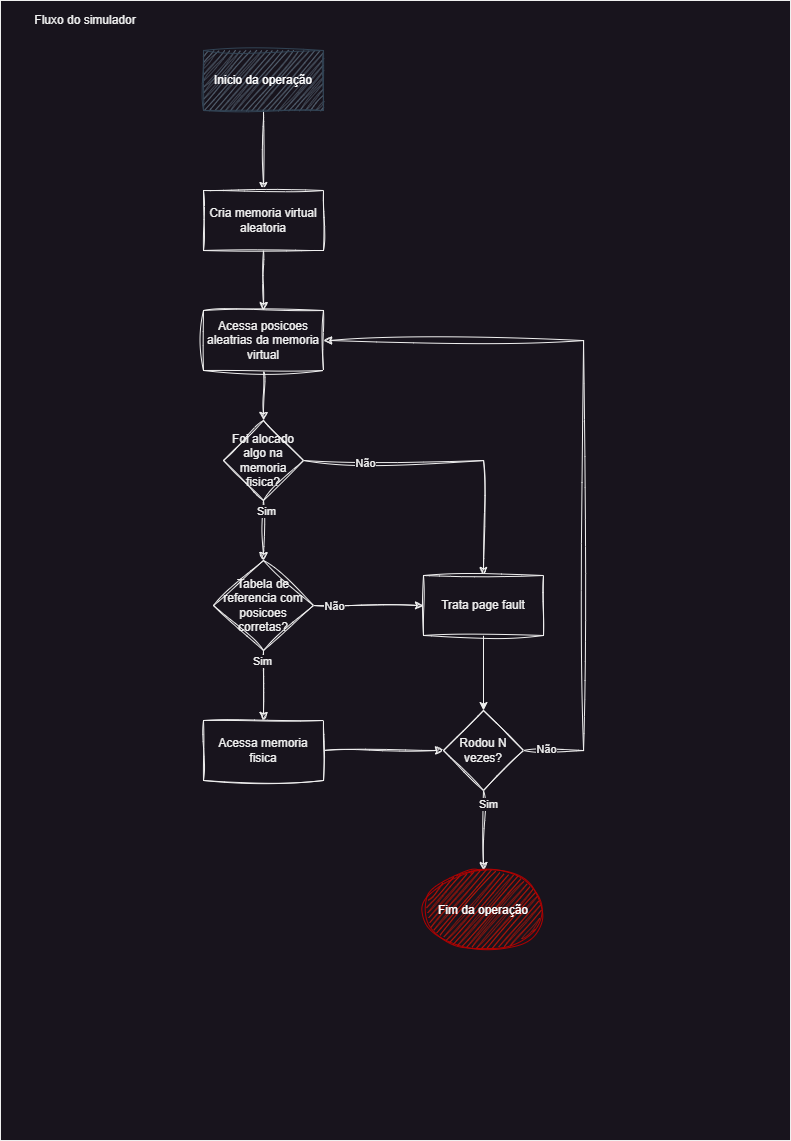 Fluxo do simulador
Inicio da operação
Cria memoria virtual
aleatoria
Acessa posicoes
aleatrias da memoria
virtual
Foi alocado
algo na
memoria
fisica?
Não
Sim
Tabela de
referencia com
posicoes
corretas?
Não
Trata page fault
Sim
Acessa memoria
fisica
Rodou N
vezes?
Não
Sim
Fim da operação